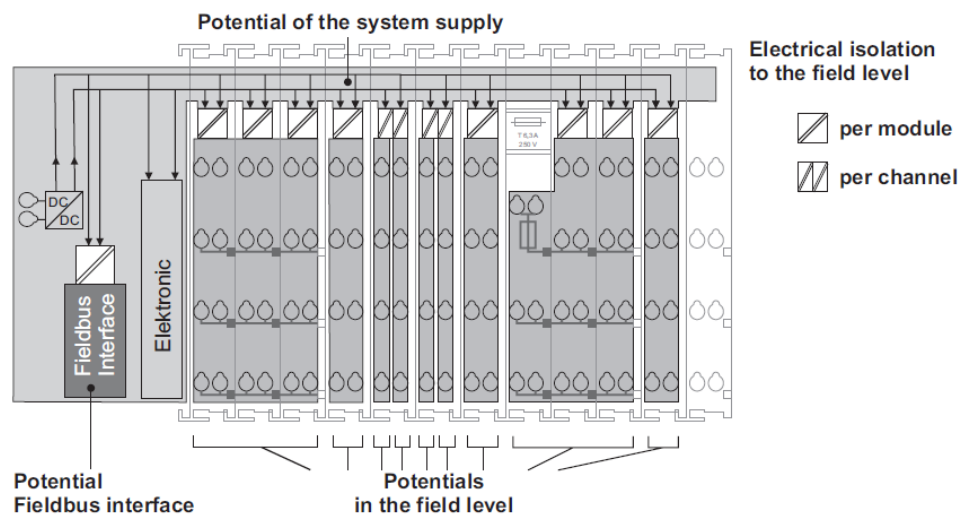 Potential of the system supply
Electrical isolation
to the field level
per module
per channel
T 6,3A
250 V
DC
DC
Fieldbus
Interface
Elektronic
Potential
Fieldbus interface
Potentials
in the field level